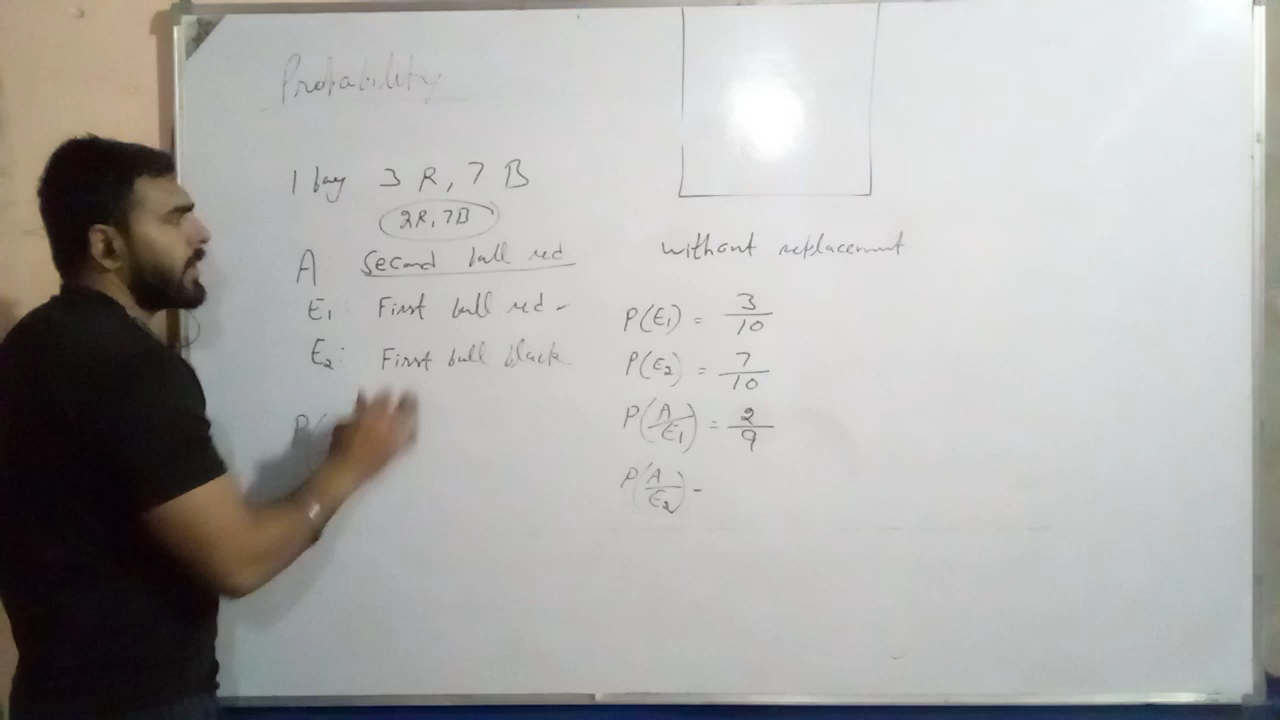 Probability
1 bag 3 R, 7 B
2R, 7B
A Second ball red
E1: First ball red -
E2: First ball black
P(
without replacement
P(E1) = 3/10
P(E2) = 7/10
P(A/E1) = 2/9
P(A/E2) -